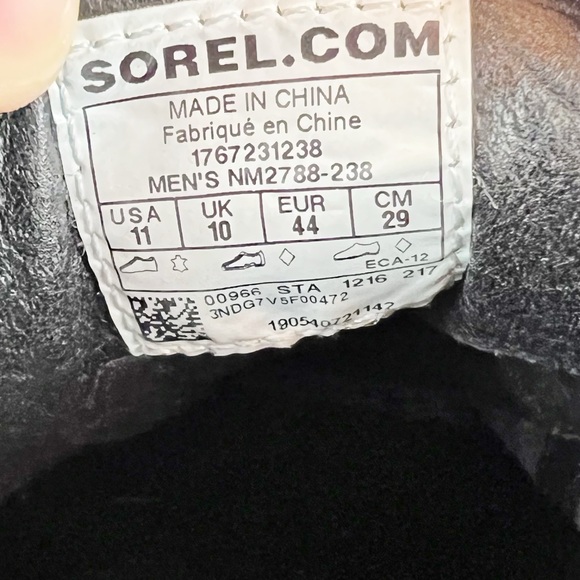 SOREL.COM
MADE IN CHINA
Fabriqué en Chine
1767231238
MEN'S NM2788-238
USA UK EUR CM
11 10 44 29
ECA-12
00966 STA 1216 217
3NDG7V5F00472
190540721142